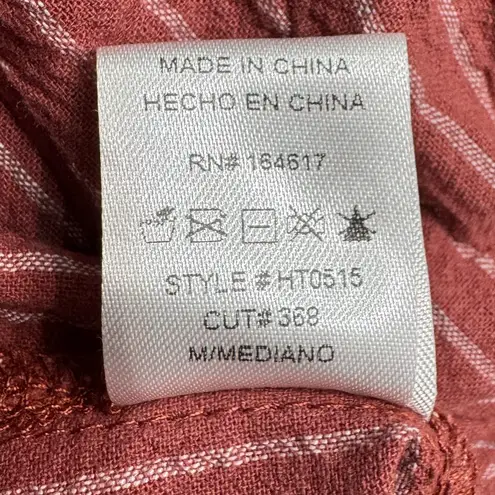 MADE IN CHINA
HECHO EN CHINA
RN# 164617
STYLE # HT0515
CUT# 368
M/MEDIANO